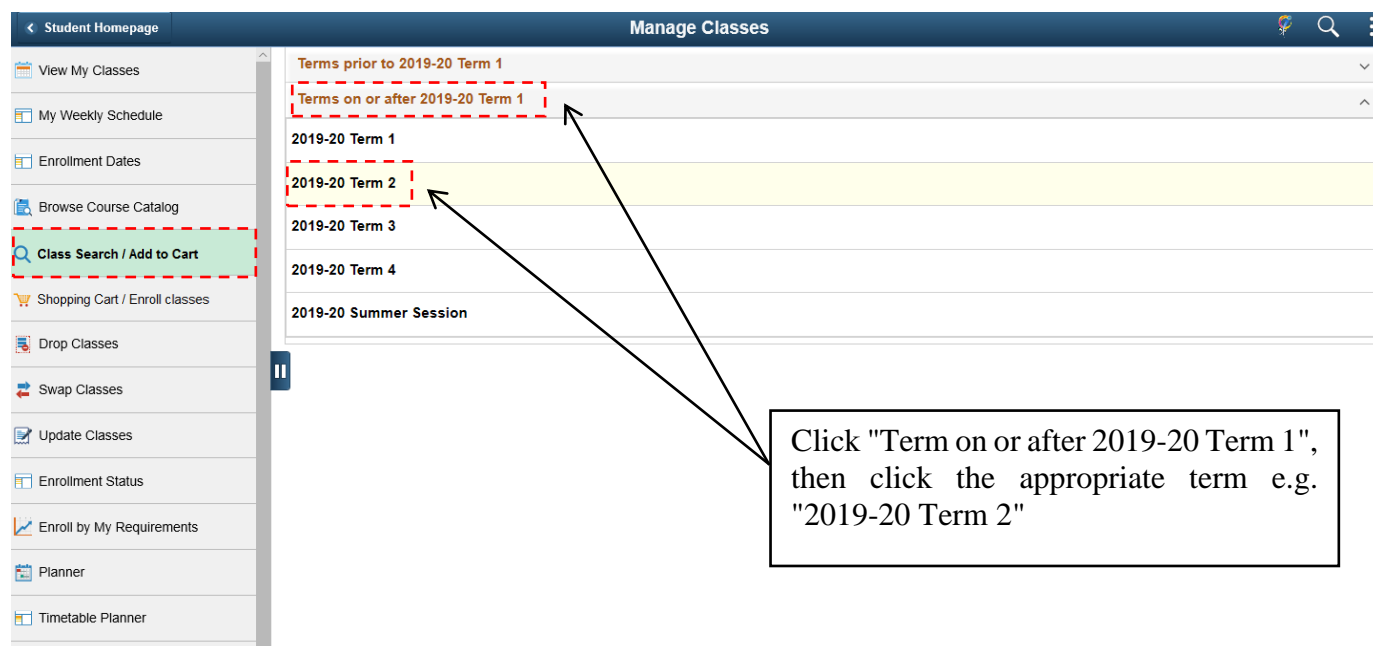 Student Homepage
Manage Classes
View My Classes
My Weekly Schedule
Enrollment Dates
Browse Course Catalog
Class Search / Add to Cart
Shopping Cart / Enroll classes
Drop Classes
Swap Classes
Update Classes
Enrollment Status
Enroll by My Requirements
Planner
Timetable Planner
Terms prior to 2019-20 Term 1
Terms on or after 2019-20 Term 1
2019-20 Term 1
2019-20 Term 2
2019-20 Term 3
2019-20 Term 4
2019-20 Summer Session
Click "Term on or after 2019-20 Term 1",
then click the appropriate term e.g.
"2019-20 Term 2"